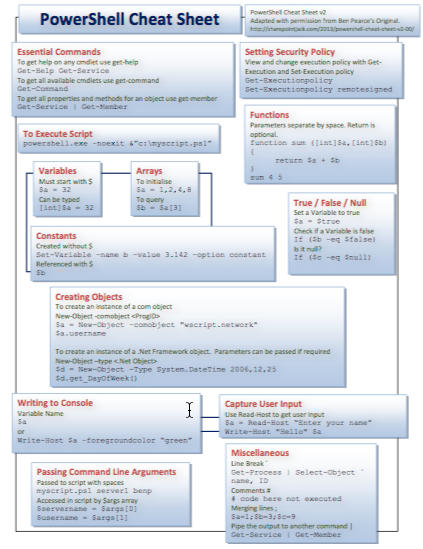 PowerShell Cheat Sheet
PowerShell Cheat Sheet v2
Adapted with permission from Ben Pearce's Original.
http://sharepointjack.com/2013/powershell-cheat-sheet-v2-00/
Essential Commands
To get help on any cmdlet use get-help
Get-Help Get-Service
To get all available cmdlets use get-command
Get-Command
To get all properties and methods for an object use get-member
Get-Service | Get-Member
Setting Security Policy
View and change execution policy with Get-
Execution and Set-Execution policy
Get-Executionpolicy
Set-Executionpolicy remotesigned
To Execute Script
powershell.exe -noexit &"c:\myscript.ps1"
Functions
Parameters separate by space. Return is
optional.
function sum ([int]$a,[int]$b)
{
return $a + $b
}
sum 4 5
Variables
Must start with $
$a = 32
Can be typed
[int]$a = 32
Arrays
To initialise
$a = 1,2,4,8
To query
$b = $a[3]
True / False / Null
Set a Variable to true
$a = $true
Check if a Variable is false
If ($b -eq $false)
Is it null?
If ($c -eq $null)
Constants
Created without $
Set-Variable -name b -value 3.142 -option constant
Referenced with $
$b
Creating Objects
To create an instance of a com object
New-Object -comobject <ProgID>
$a = New-Object -comobject "wscript.network"
$a.username
To create an instance of a .Net Framework object. Parameters can be passed if required
New-Object -type <.Net Object>
$d = New-Object -Type System.DateTime 2006,12,25
$d.get_DayOfWeek()
Writing to Console
Variable Name
$a
or
Write-Host $a -foregroundcolor "green"
Capture User Input
Use Read-Host to get user input
$a = Read-Host "Enter your name"
Write-Host "Hello" $a
Passing Command Line Arguments
Passed to script with spaces
myscript.ps1 server1 benp
Accessed in script by $args array
$servername = $args[0]
$username = $args[1]
Miscellaneous
Line Break `
Get-Process | Select-Object `
name, ID
Comments #
# code here not executed
Merging lines ;
$a=1;$b=3;$c=9
Pipe the output to another command |
Get-Service | Get-Member